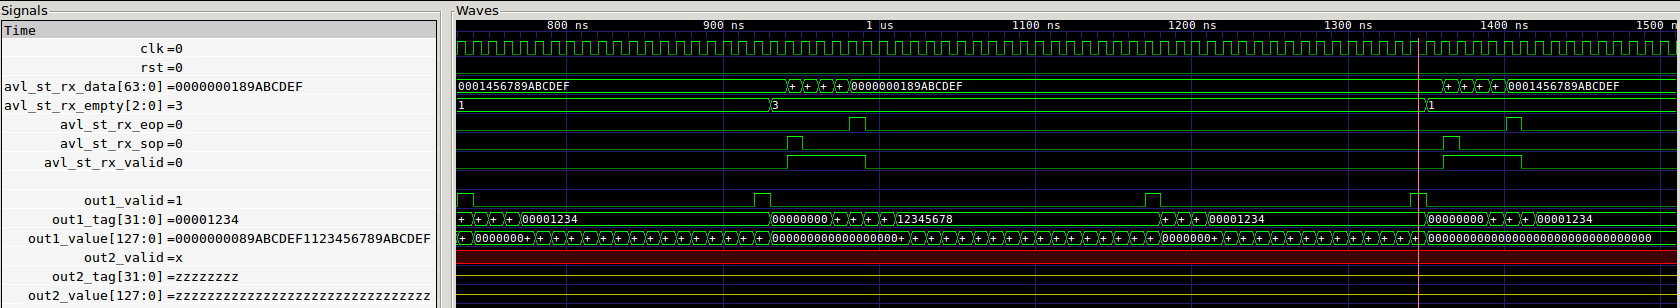 Signals Waves
Time 800 ns 900 ns 1 us 1100 ns 1200 ns 1300 ns 1400 ns 1500 n
clk=0
rst=0
avl_st_rx_data[63:0]=0000000189ABCDEF 0001456789ABCDEF + + + + 0000000189ABCDEF + + + + 0001456789ABCDEF
avl_st_rx_empty[2:0]=3 1 3 1
avl_st_rx_eop=0
avl_st_rx_sop=0
avl_st_rx_valid=0
out1_valid=1
out1_tag[31:0]=00001234 + + + + 00001234 00000000 + + + + 12345678 + + + 00001234 00000000 + + + 00001234
out1_value[127:0]=0000000089ABCDEF1123456789ABCDEF + 0000000+ + + + + + + + + + + + + + + + 0000000000000000+ + + + + + + + + + + + + + + + + 0000000+ + + + + + + + + + + + + + 00000000000000000000000000000000
out2_valid=x
out2_tag[31:0]=zzzzzzzz
out2_value[127:0]=zzzzzzzzzzzzzzzzzzzzzzzzzzzzzzzz